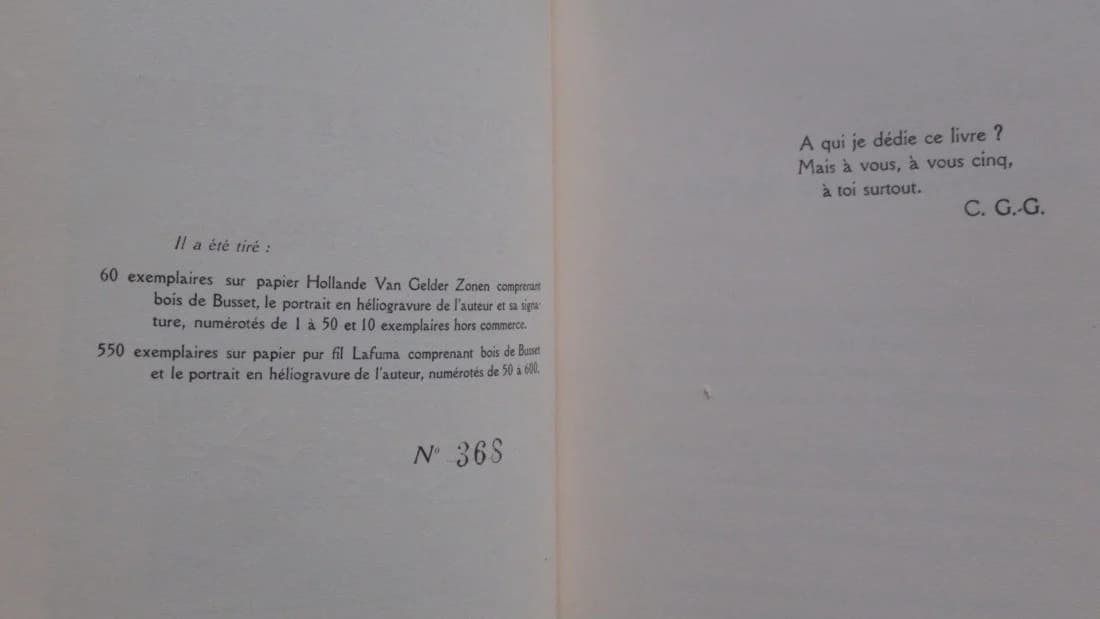 Il a été tiré :
60 exemplaires sur papier Hollande Van Gelder Zonen comprenant
bois de Busset, le portrait en héliogravure de l'auteur et sa signa-
ture, numérotés de 1 à 50 et 10 exemplaires hors commerce.
550 exemplaires sur papier pur fil Lafuma comprenant bois de Busset
et le portrait en héliogravure de l'auteur, numérotés de 50 à 600.
Nº 368
A qui je dédie ce livre ?
Mais à vous, à vous cinq,
à toi surtout.
C. G.-G.